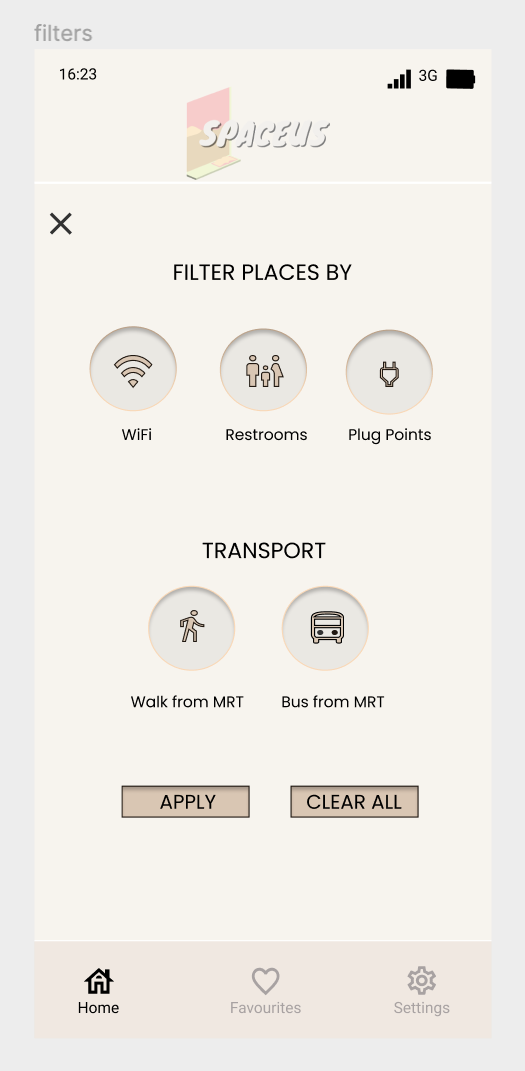 filters
16:23
3G
SPACEUS
FILTER PLACES BY
WiFi
Restrooms
Plug Points
TRANSPORT
Walk from MRT
Bus from MRT
APPLY
CLEAR ALL
Home
Favourites
Settings